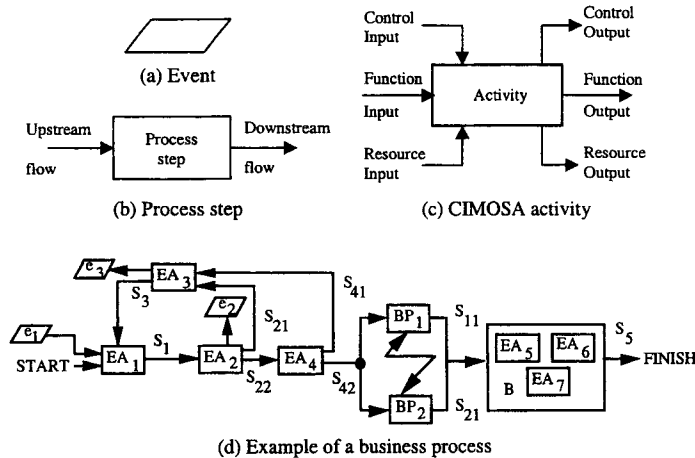 (a) Event
Upstream
flow
Process
step
Downstream
flow
(b) Process step
Control
Input
Control
Output
Function
Input
Activity
Function
Output
Resource
Input
Resource
Output
(c) CIMOSA activity
e3
EA3
S3
e2
S21
S41
e1
START
EA1
S1
EA2
S22
EA4
S42
BP1
S11
BP2
S21
EA5
EA6
B
EA7
S5
FINISH
(d) Example of a business process